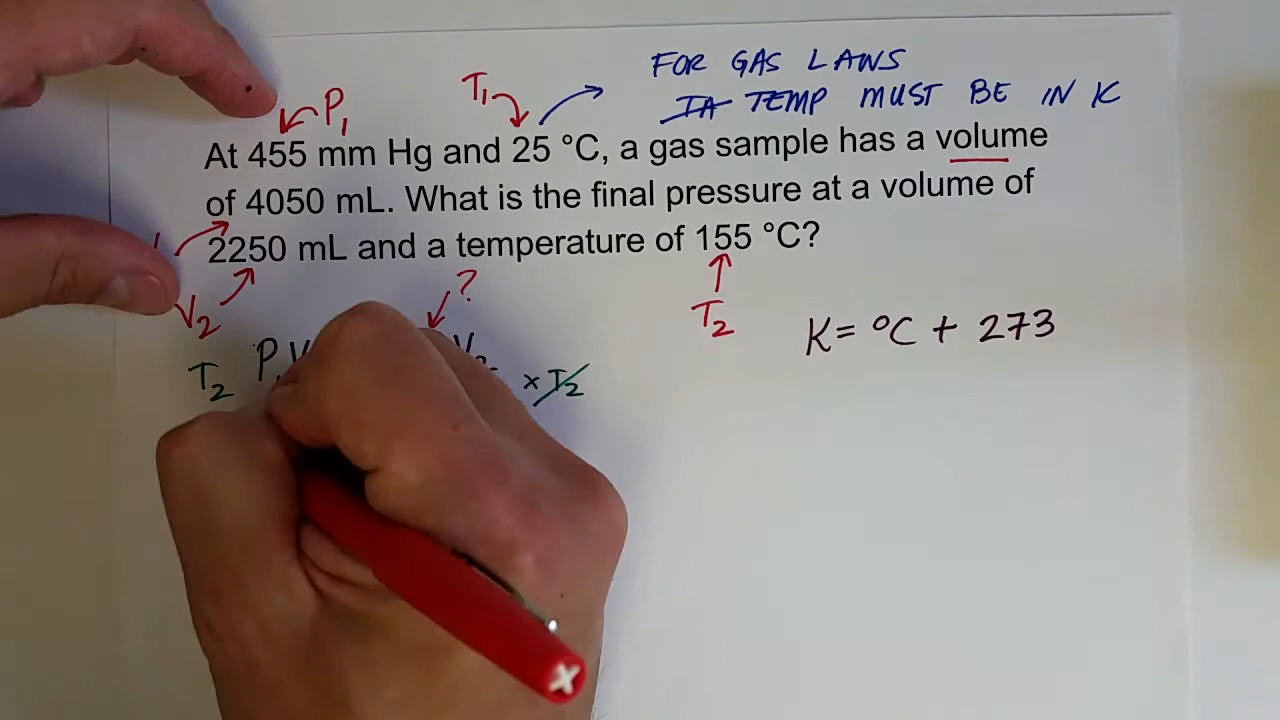 FOR GAS LAWS
T₁
P₁
TEMP MUST BE IN K
At 455 mm Hg and 25 °C, a gas sample has a volume
of 4050 mL. What is the final pressure at a volume of
2250 mL and a temperature of 155 °C?
?
V₂
T₂
K = °C + 273
T₂ P₁V
× T₂